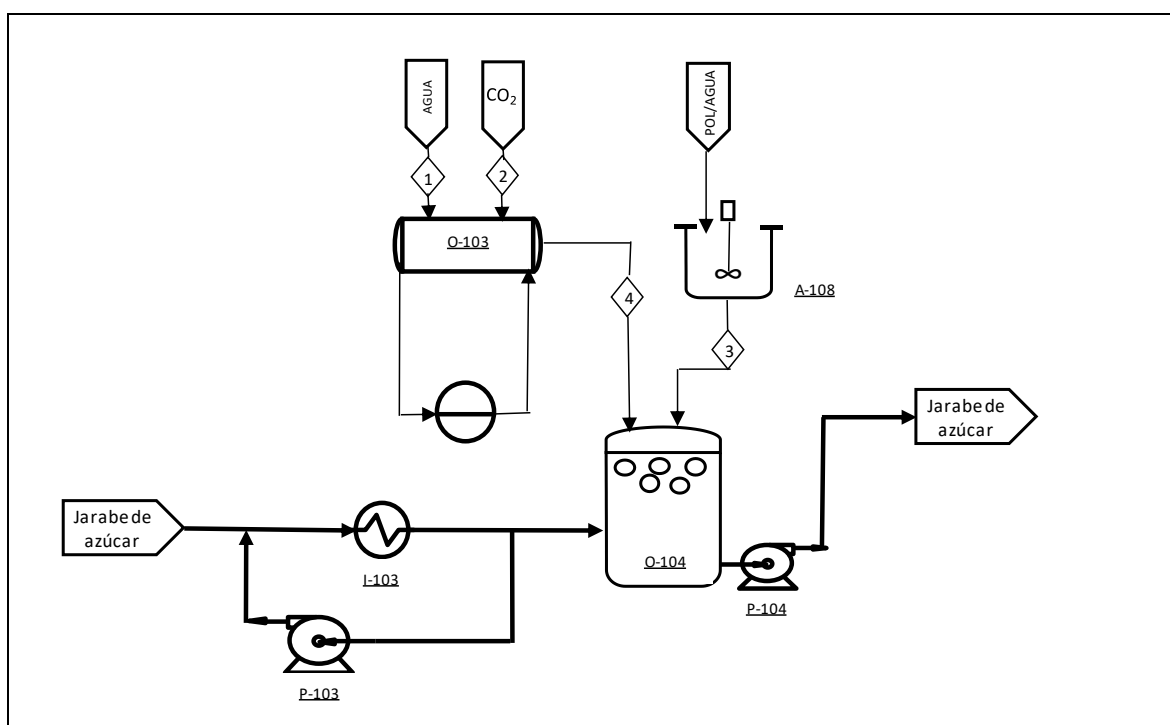 AGUA
CO₂
POL/AGUA
1
2
O-103
4
A-108
3
Jarabe de
azúcar
Jarabe de
azúcar
I-103
O-104
P-104
P-103